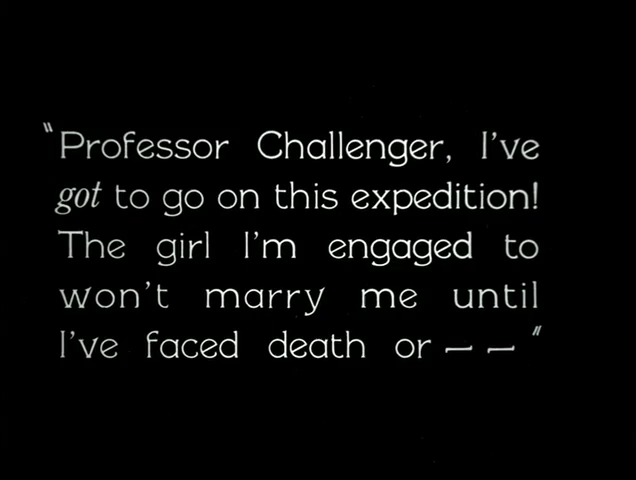 "Professor Challenger, I've
got to go on this expedition!
The girl I'm engaged to
won't marry me until
I've faced death or — — "